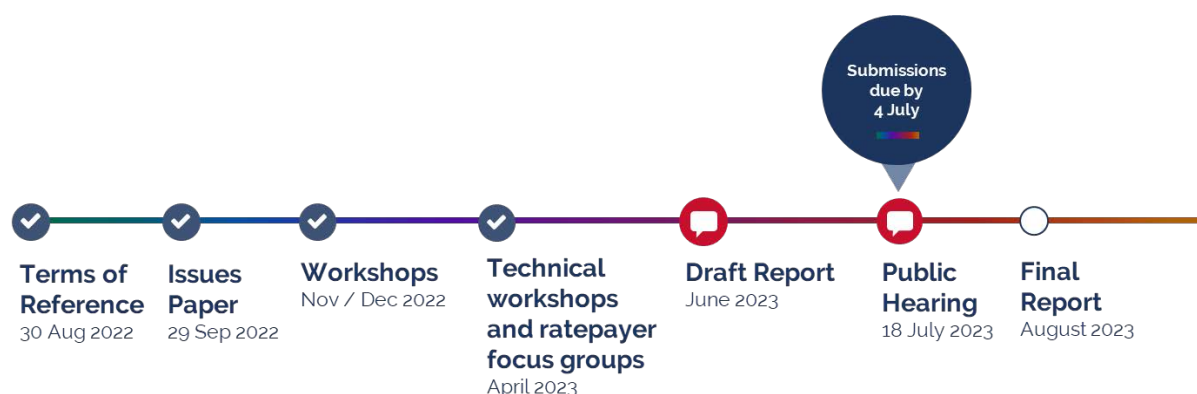 Submissions
due by
4 July
Terms of
Reference
30 Aug 2022
Issues
Paper
29 Sep 2022
Workshops
Nov / Dec 2022
Technical
workshops
and ratepayer
focus groups
April 2023
Draft Report
June 2023
Public
Hearing
18 July 2023
Final
Report
August 2023